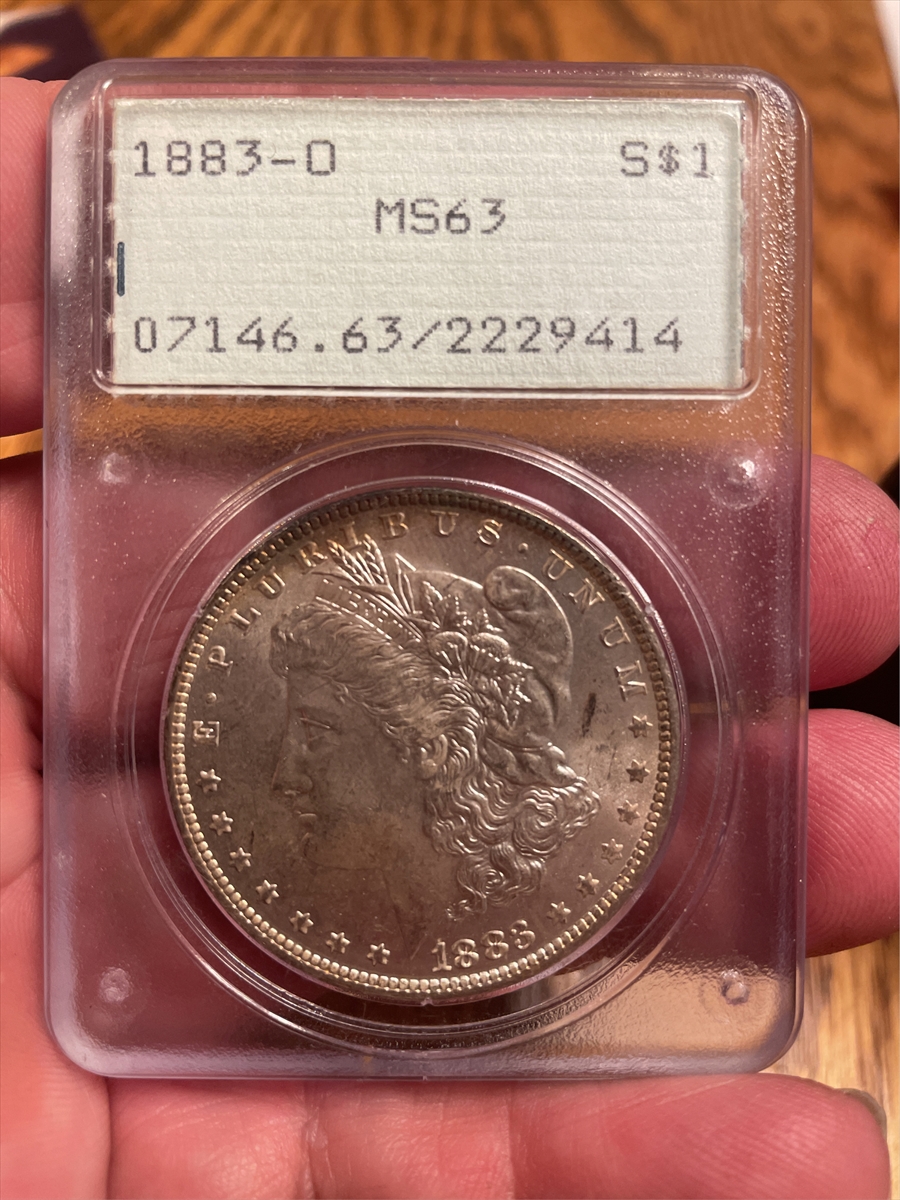 1883-O S$1
MS63
07146.63/2229414
E·PLURIBUS·UNUM
1883